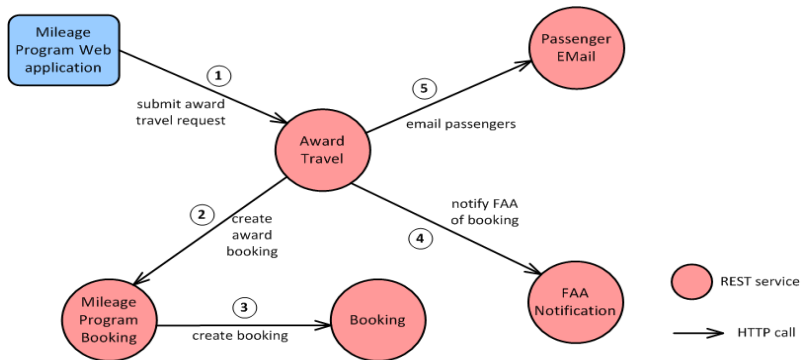 Mileage
Program Web
application
1
submit award
travel request
Award
Travel
Passenger
EMail
5
email passengers
2
create
award
booking
notify FAA
of booking
4
Mileage
Program
Booking
3
create booking
Booking
FAA
Notification
REST service
HTTP call